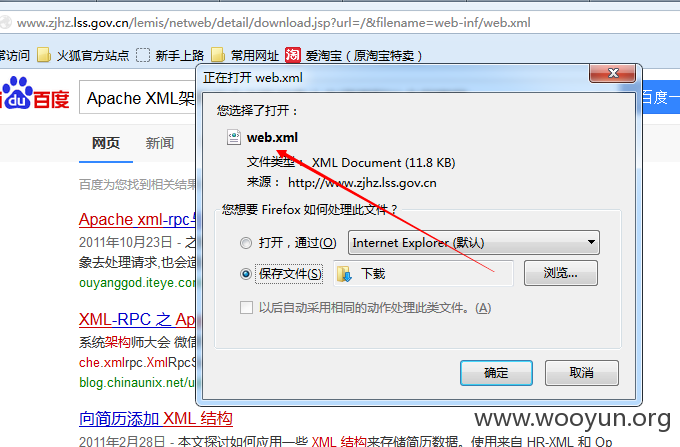 www.zjhz.lss.gov.cn/lemis/netweb/detail/download.jsp?url=/&filename=web-inf/web.xml
常访问 火狐官方站点 新手上路 常用网址 爱淘宝（原淘宝特卖）
正在打开 web.xml
Bai du 百度 Apache XML架 百度一
您选择了打开：
网页 新闻
web.xml
文件类型： XML Document (11.8 KB)
百度为您找到相关结果
来源： http://www.zjhz.lss.gov.cn
您想要 Firefox 如何处理此文件？
Apache xml-rpc
2011年10月23日 -
打开，通过(O) Internet Explorer (默认)
象去处理请求,也会
ouyanggod.iteye.com
保存文件(S) 下载 浏览...
以后自动采用相同的动作处理此类文件。(A)
XML-RPC 之 Ap
系统架构师大会 微信
che.xmlrpc.XmlRpcS
确定 取消
blog.chinaunix.net/u
www.wooyun.org
向简历添加 XML 结构
2011年2月28日 - 本文探讨如何应用一些 XML 结构来存储简历数据。使用来自 HR-XML 和 Op